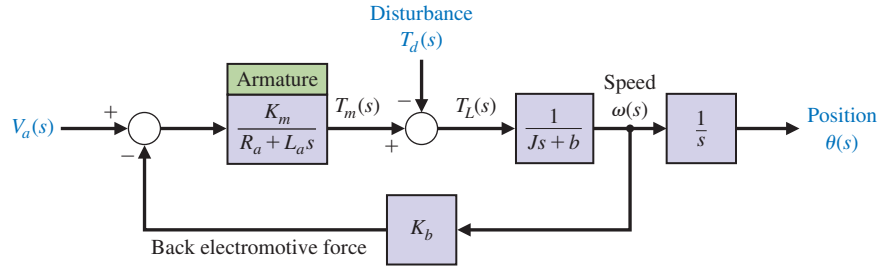 Disturbance
T_d(s)
Armature
Speed
ω(s)
V_a(s)
+
−
K_m
R_a + L_a s
T_m(s)
−
+
T_L(s)
1
Js + b
1
s
Position
θ(s)
K_b
Back electromotive force